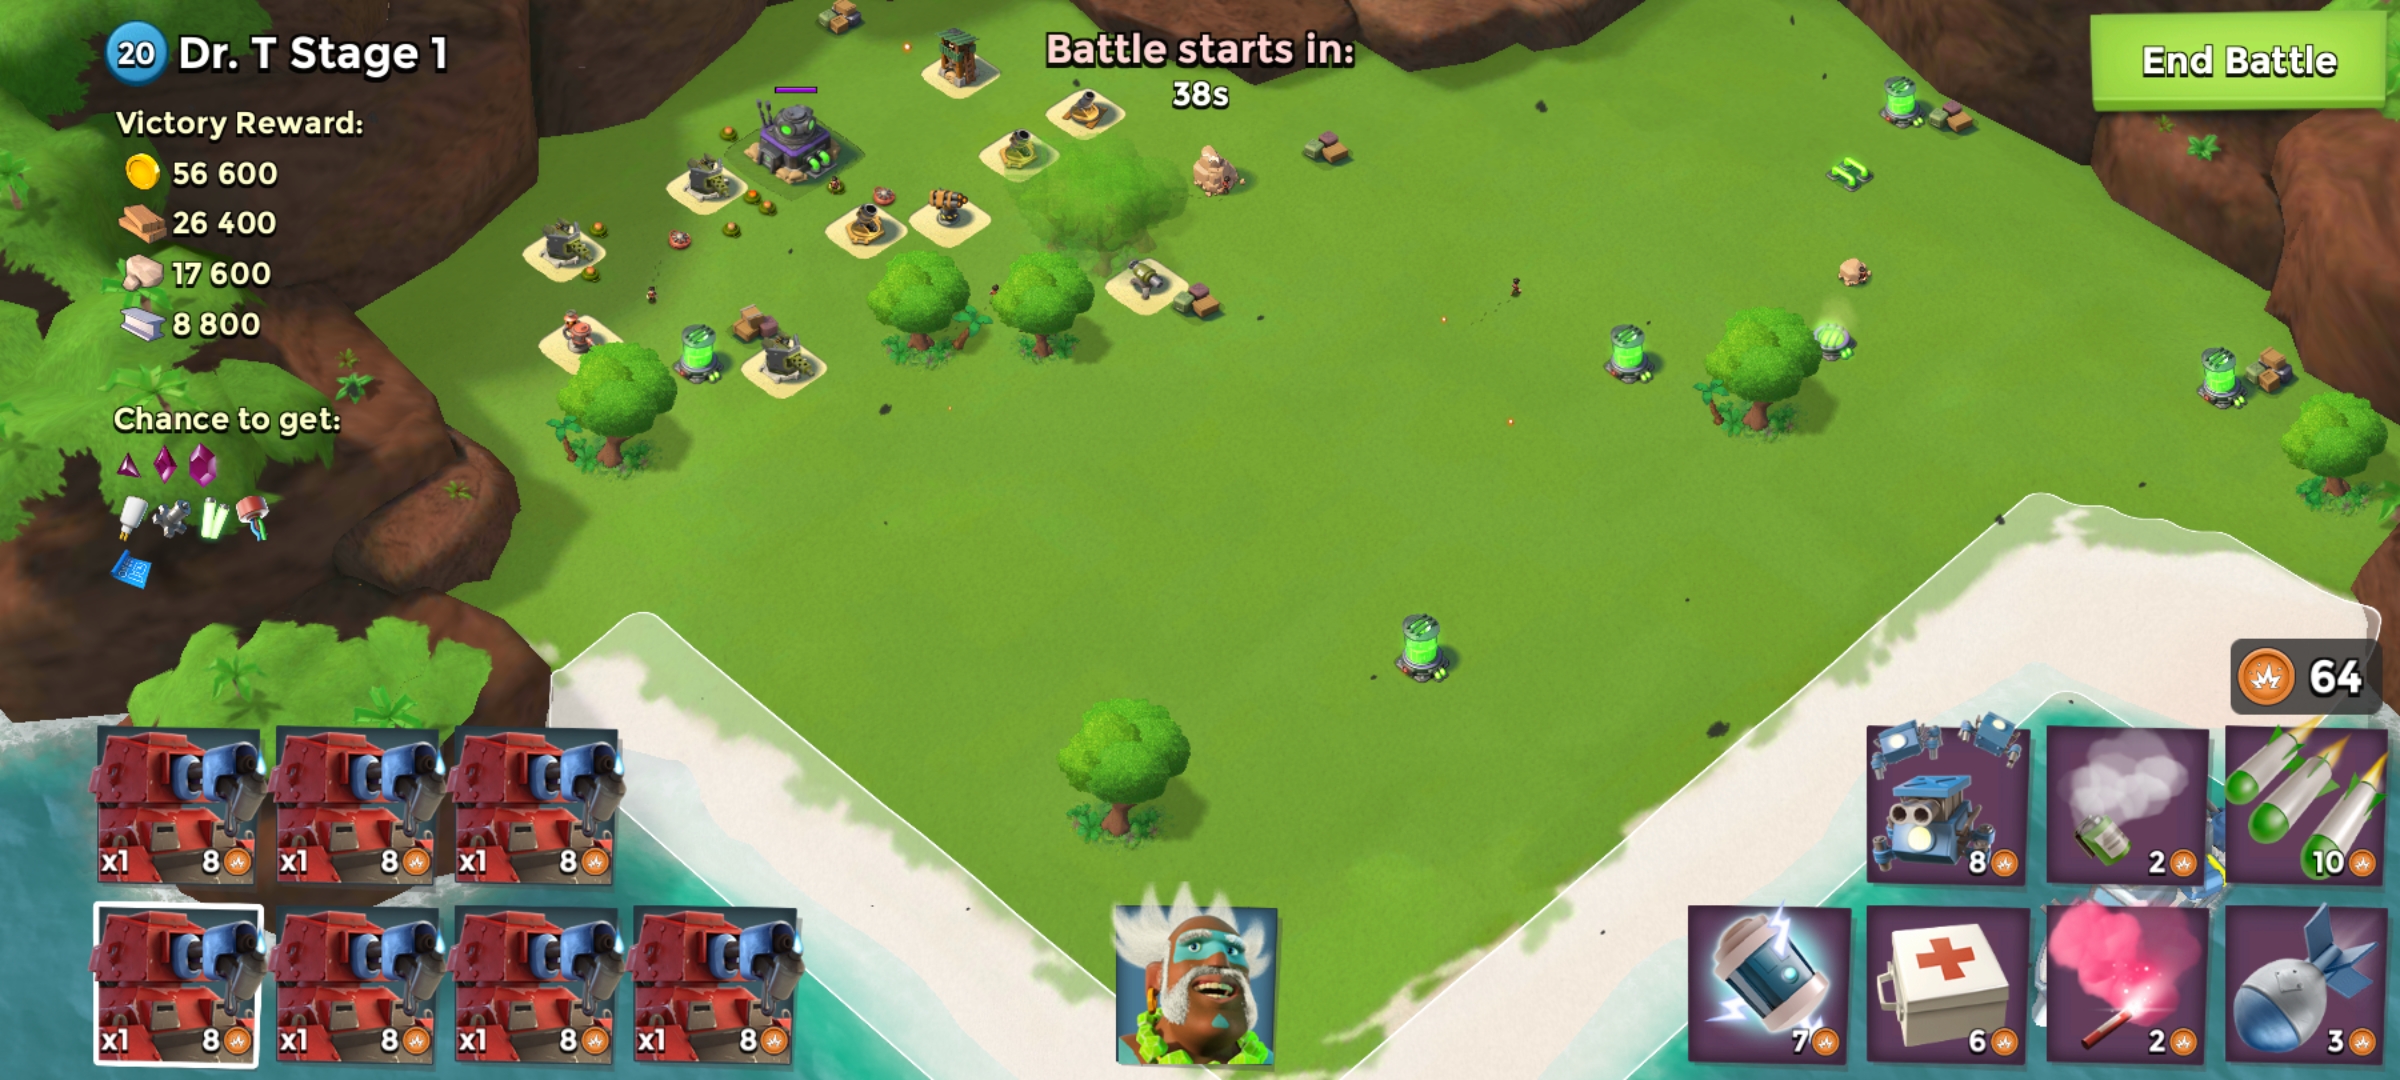 20 Dr. T Stage 1
Victory Reward:
56 600
26 400
17 600
8 800
Chance to get:
Battle starts in:
38s
End Battle
64
x1 8
x1 8
x1 8
x1 8
x1 8
x1 8
x1 8
8
2
10
7
6
2
3